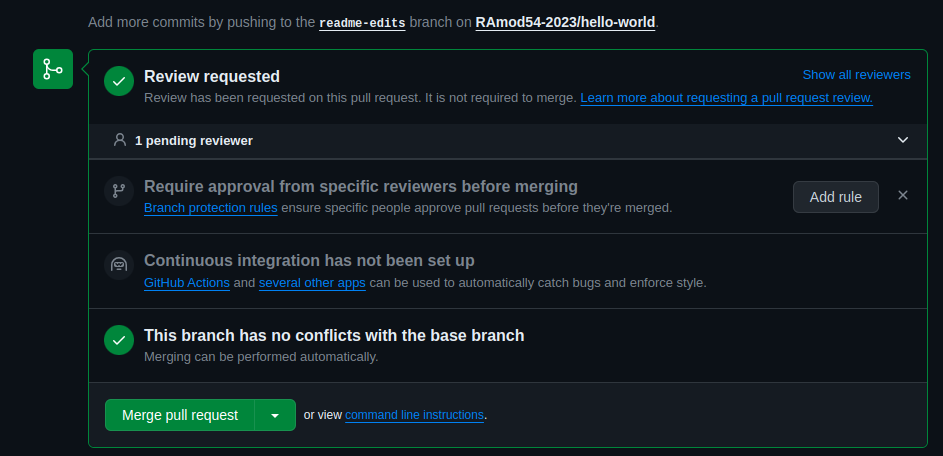 Add more commits by pushing to the readme-edits branch on RAmod54-2023/hello-world.
Review requested
Show all reviewers
Review has been requested on this pull request. It is not required to merge. Learn more about requesting a pull request review.
1 pending reviewer
Require approval from specific reviewers before merging
Branch protection rules ensure specific people approve pull requests before they're merged.
Add rule
Continuous integration has not been set up
GitHub Actions and several other apps can be used to automatically catch bugs and enforce style.
This branch has no conflicts with the base branch
Merging can be performed automatically.
Merge pull request or view command line instructions.